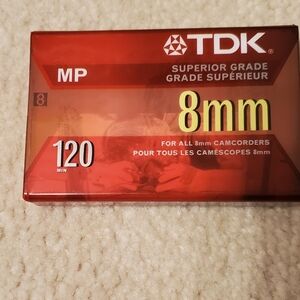 TDK
MP
SUPERIOR GRADE
GRADE SUPÉRIEUR
8
8mm
120
MIN
FOR ALL 8mm CAMCORDERS
POUR TOUS LES CAMÉSCOPES 8mm